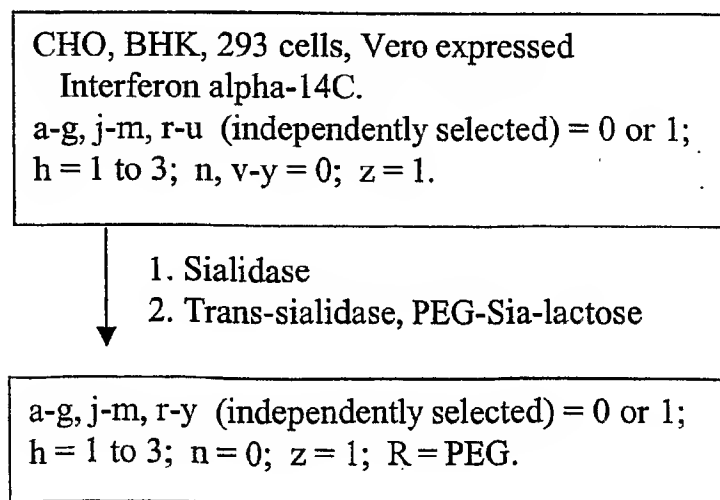 CHO, BHK, 293 cells, Vero expressed
Interferon alpha-14C.
a-g, j-m, r-u (independently selected) = 0 or 1;
h = 1 to 3; n, v-y = 0; z = 1.
1. Sialidase
2. Trans-sialidase, PEG-Sia-lactose
a-g, j-m, r-y (independently selected) = 0 or 1;
h = 1 to 3; n = 0; z = 1; R = PEG.